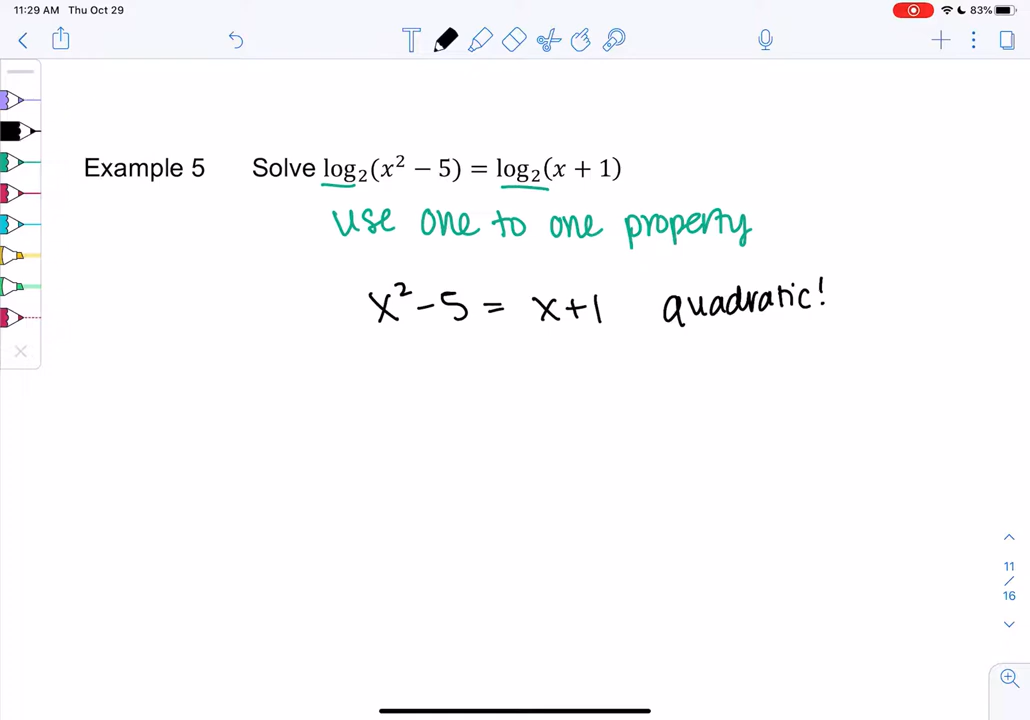 11:29 AM Thu Oct 29 83%
T
Example 5 Solve log₂(x² − 5) = log₂(x + 1)
use one to one property
x² − 5 = x + 1 quadratic!
11
/
16